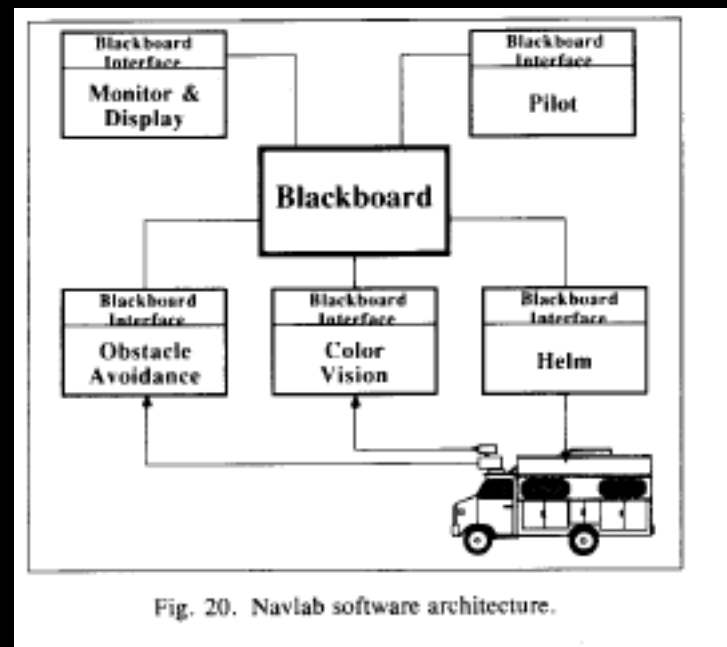 Blackboard
Interface
Monitor &
Display
Blackboard
Interface
Pilot
Blackboard
Blackboard
Interface
Obstacle
Avoidance
Blackboard
Interface
Color
Vision
Blackboard
Interface
Helm
Fig. 20. Navlab software architecture.